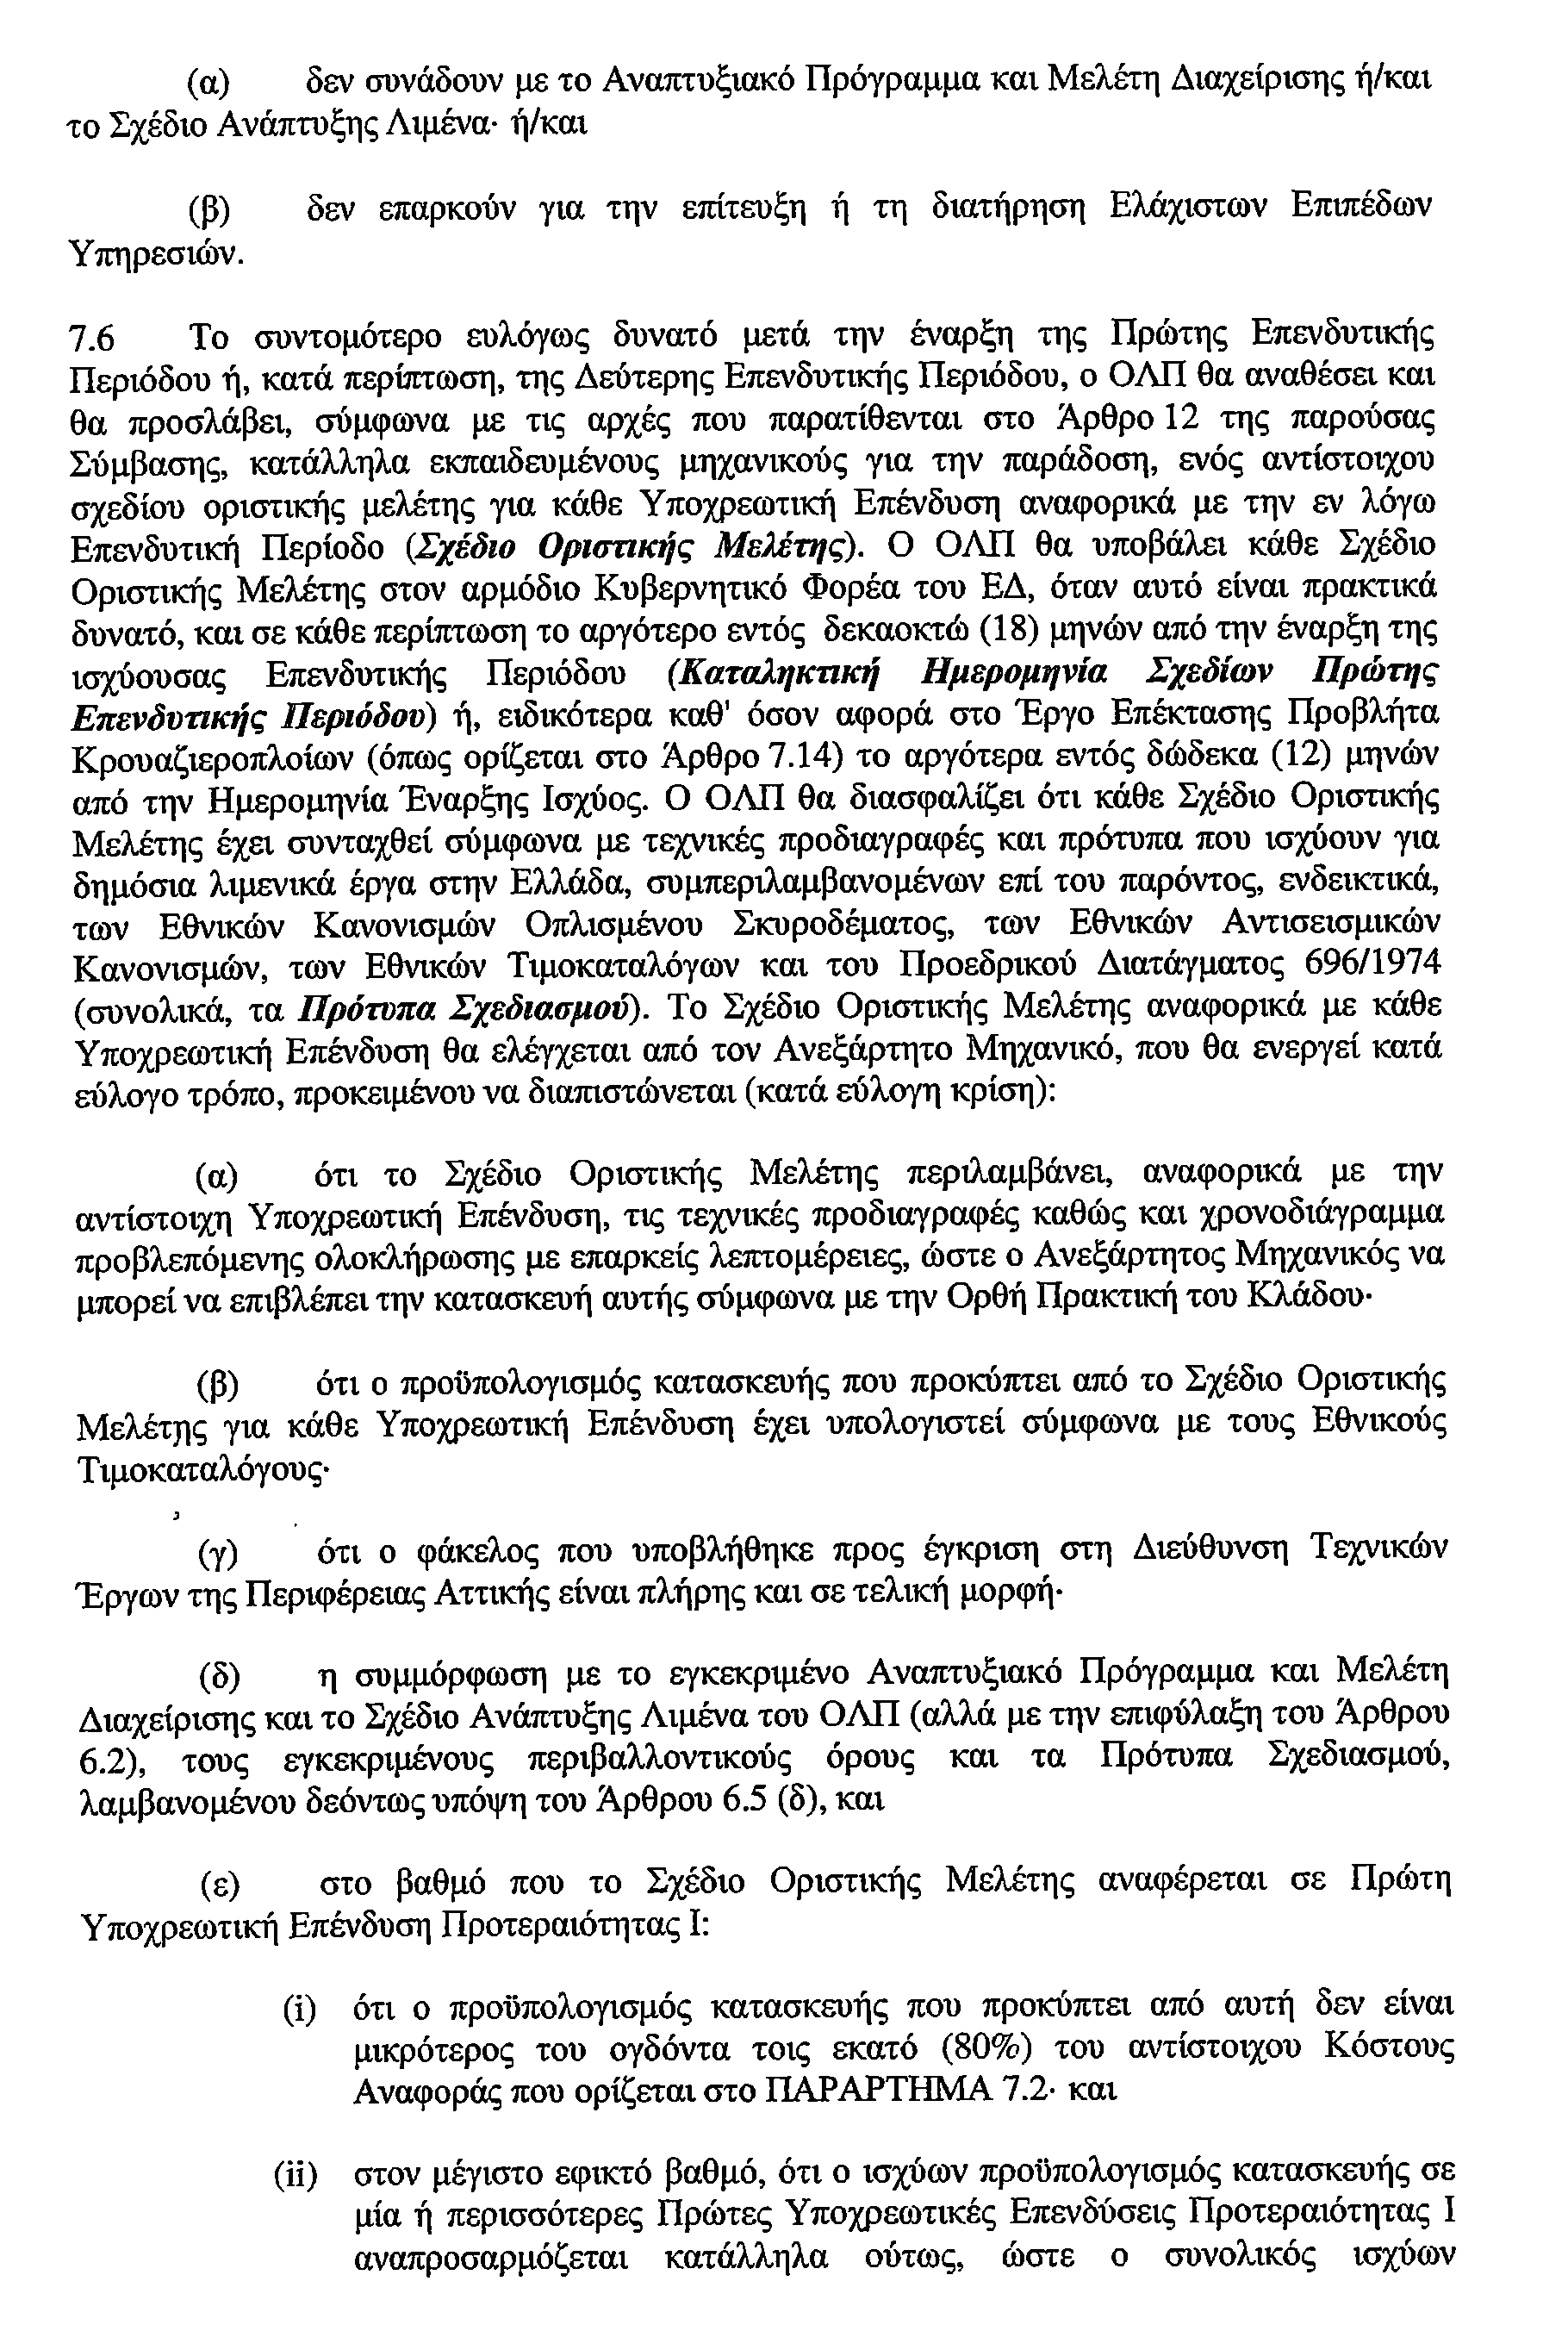 (α) δεν συνάδουν με το Αναπτυξιακό Πρόγραμμα και Μελέτη Διαχείρισης ή/και
το Σχέδιο Ανάπτυξης Λιμένα· ή/και
(β) δεν επαρκούν για την επίτευξη ή τη διατήρηση Ελάχιστων Επιπέδων
Υπηρεσιών.
7.6 Το συντομότερο ευλόγως δυνατό μετά την έναρξη της Πρώτης Επενδυτικής
Περιόδου ή, κατά περίπτωση, της Δεύτερης Επενδυτικής Περιόδου, ο ΟΛΠ θα αναθέσει και
θα προσλάβει, σύμφωνα με τις αρχές που παρατίθενται στο Άρθρο 12 της παρούσας
Σύμβασης, κατάλληλα εκπαιδευμένους μηχανικούς για την παράδοση, ενός αντίστοιχου
σχεδίου οριστικής μελέτης για κάθε Υποχρεωτική Επένδυση αναφορικά με την εν λόγω
Επενδυτική Περίοδο (Σχέδιο Οριστικής Μελέτης). Ο ΟΛΠ θα υποβάλει κάθε Σχέδιο
Οριστικής Μελέτης στον αρμόδιο Κυβερνητικό Φορέα του ΕΔ, όταν αυτό είναι πρακτικά
δυνατό, και σε κάθε περίπτωση το αργότερο εντός δεκαοκτώ (18) μηνών από την έναρξη της
ισχύουσας Επενδυτικής Περιόδου (Καταληκτική Ημερομηνία Σχεδίων Πρώτης
Επενδυτικής Περιόδου) ή, ειδικότερα καθ' όσον αφορά στο Έργο Επέκτασης Προβλήτα
Κρουαζιεροπλοίων (όπως ορίζεται στο Άρθρο 7.14) το αργότερα εντός δώδεκα (12) μηνών
από την Ημερομηνία Έναρξης Ισχύος. Ο ΟΛΠ θα διασφαλίζει ότι κάθε Σχέδιο Οριστικής
Μελέτης έχει συνταχθεί σύμφωνα με τεχνικές προδιαγραφές και πρότυπα που ισχύουν για
δημόσια λιμενικά έργα στην Ελλάδα, συμπεριλαμβανομένων επί του παρόντος, ενδεικτικά,
των Εθνικών Κανονισμών Οπλισμένου Σκυροδέματος, των Εθνικών Αντισεισμικών
Κανονισμών, των Εθνικών Τιμοκαταλόγων και του Προεδρικού Διατάγματος 696/1974
(συνολικά, τα Πρότυπα Σχεδιασμού). Το Σχέδιο Οριστικής Μελέτης αναφορικά με κάθε
Υποχρεωτική Επένδυση θα ελέγχεται από τον Ανεξάρτητο Μηχανικό, που θα ενεργεί κατά
εύλογο τρόπο, προκειμένου να διαπιστώνεται (κατά εύλογη κρίση):
(α) ότι το Σχέδιο Οριστικής Μελέτης περιλαμβάνει, αναφορικά με την
αντίστοιχη Υποχρεωτική Επένδυση, τις τεχνικές προδιαγραφές καθώς και χρονοδιάγραμμα
προβλεπόμενης ολοκλήρωσης με επαρκείς λεπτομέρειες, ώστε ο Ανεξάρτητος Μηχανικός να
μπορεί να επιβλέπει την κατασκευή αυτής σύμφωνα με την Ορθή Πρακτική του Κλάδου·
(β) ότι ο προϋπολογισμός κατασκευής που προκύπτει από το Σχέδιο Οριστικής
Μελέτης για κάθε Υποχρεωτική Επένδυση έχει υπολογιστεί σύμφωνα με τους Εθνικούς
Τιμοκαταλόγους·
(γ) ότι ο φάκελος που υποβλήθηκε προς έγκριση στη Διεύθυνση Τεχνικών
Έργων της Περιφέρειας Αττικής είναι πλήρης και σε τελική μορφή·
(δ) η συμμόρφωση με το εγκεκριμένο Αναπτυξιακό Πρόγραμμα και Μελέτη
Διαχείρισης και το Σχέδιο Ανάπτυξης Λιμένα του ΟΛΠ (αλλά με την επιφύλαξη του Άρθρου
6.2), τους εγκεκριμένους περιβαλλοντικούς όρους και τα Πρότυπα Σχεδιασμού,
λαμβανομένου δεόντως υπόψη του Άρθρου 6.5 (δ), και
(ε) στο βαθμό που το Σχέδιο Οριστικής Μελέτης αναφέρεται σε Πρώτη
Υποχρεωτική Επένδυση Προτεραιότητας Ι:
(i) ότι ο προϋπολογισμός κατασκευής που προκύπτει από αυτή δεν είναι
μικρότερος του ογδόντα τοις εκατό (80%) του αντίστοιχου Κόστους
Αναφοράς που ορίζεται στο ΠΑΡΑΡΤΗΜΑ 7.2· και
(ii) στον μέγιστο εφικτό βαθμό, ότι ο ισχύων προϋπολογισμός κατασκευής σε
μία ή περισσότερες Πρώτες Υποχρεωτικές Επενδύσεις Προτεραιότητας Ι
αναπροσαρμόζεται κατάλληλα ούτως, ώστε ο συνολικός ισχύων